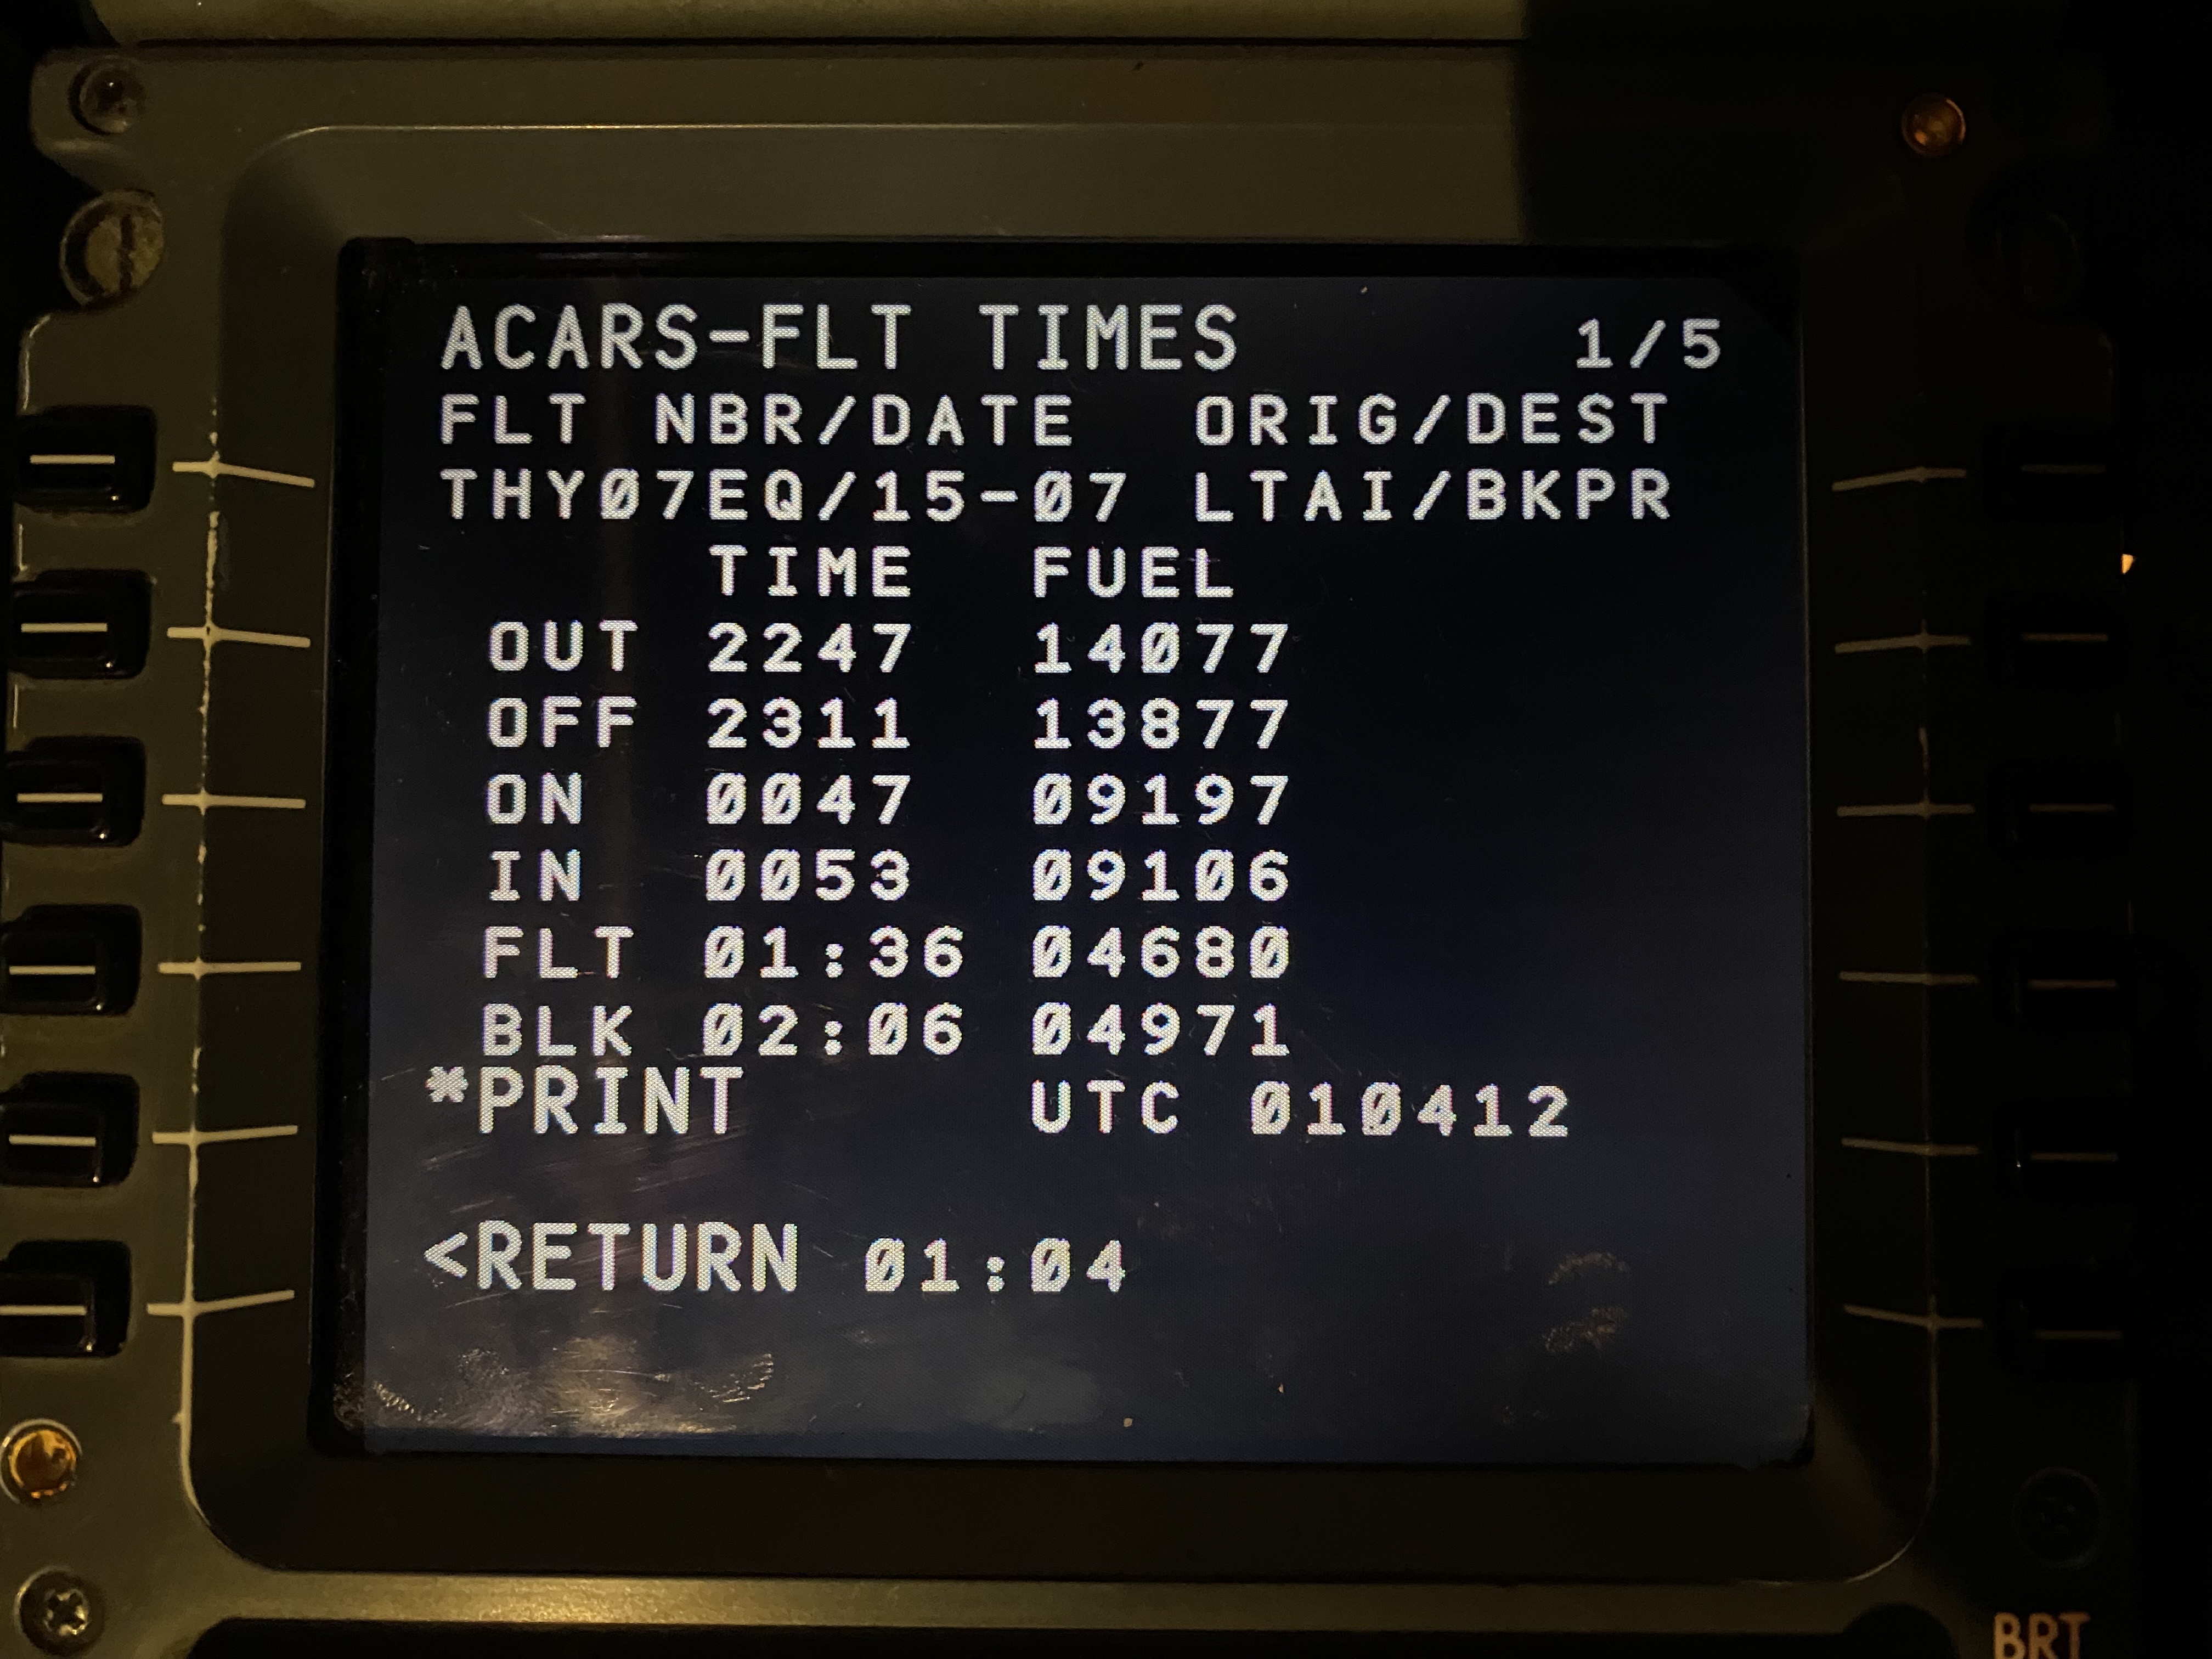 ACARS-FLT TIMES 1/5
FLT NBR/DATE ORIG/DEST
THY07EQ/15-07 LTAI/BKPR
TIME FUEL
OUT 2247 14077
OFF 2311 13877
ON 0047 09197
IN 0053 09106
FLT 01:36 04680
BLK 02:06 04971
*PRINT UTC 010412
<RETURN 01:04
BRT